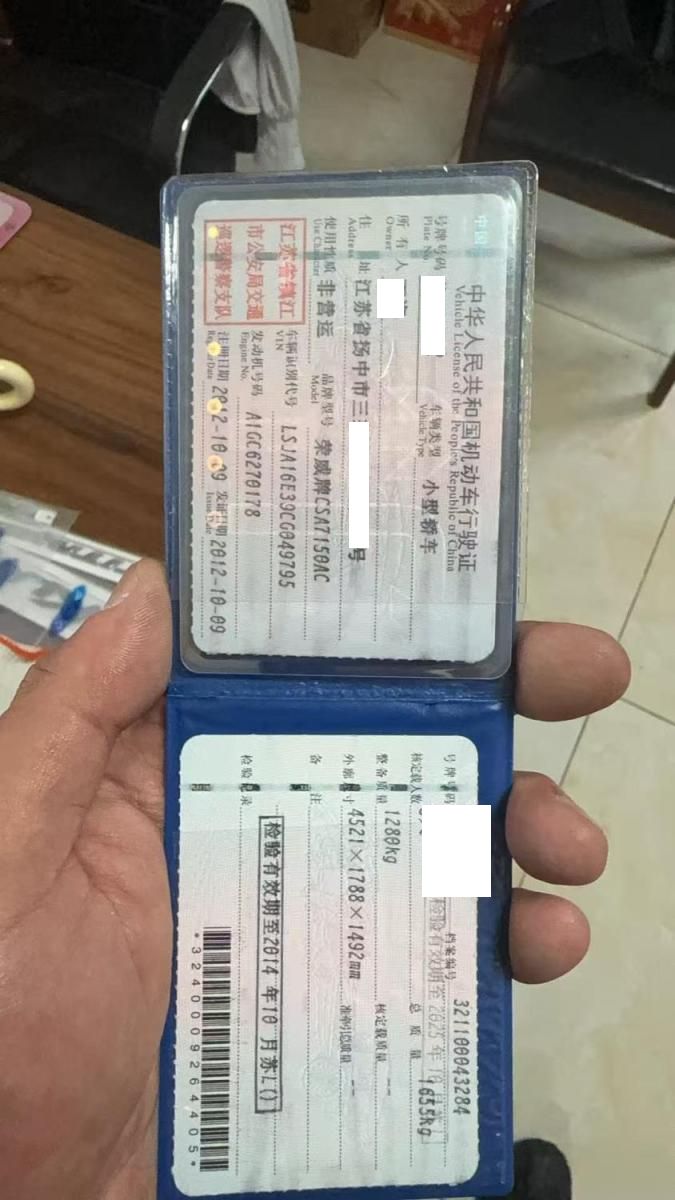 中华人民共和国机动车行驶证
Vehicle License of the People's Republic of China
号牌号码
Plate No.
车辆类型 小型轿车
Vehicle Type
所有人
Owner
住址 江苏省扬中市三
号
Address
使用性质 非营运
Use Character
品牌型号 荣威牌CSA7150AC
Model
江苏省镇江
市公安局交通
巡逻警察支队
车辆识别代号 LSJA16E39CG049795
VIN
发动机号码 A1GC6270178
Engine No.
注册日期 2012-10-09
Register Date
发证日期 2012-10-09
Issue Date
号牌号码
档案编号 321100043284
检验有效期至2025年10
核定载人数
总质量 1655kg
整备质量 1280kg
核定载质量 --
外廓尺寸 4521×1788×1492mm
准牵引总质量 --
备注
检验有效期至2014年10月苏L()
检验记录
*3240009264405*